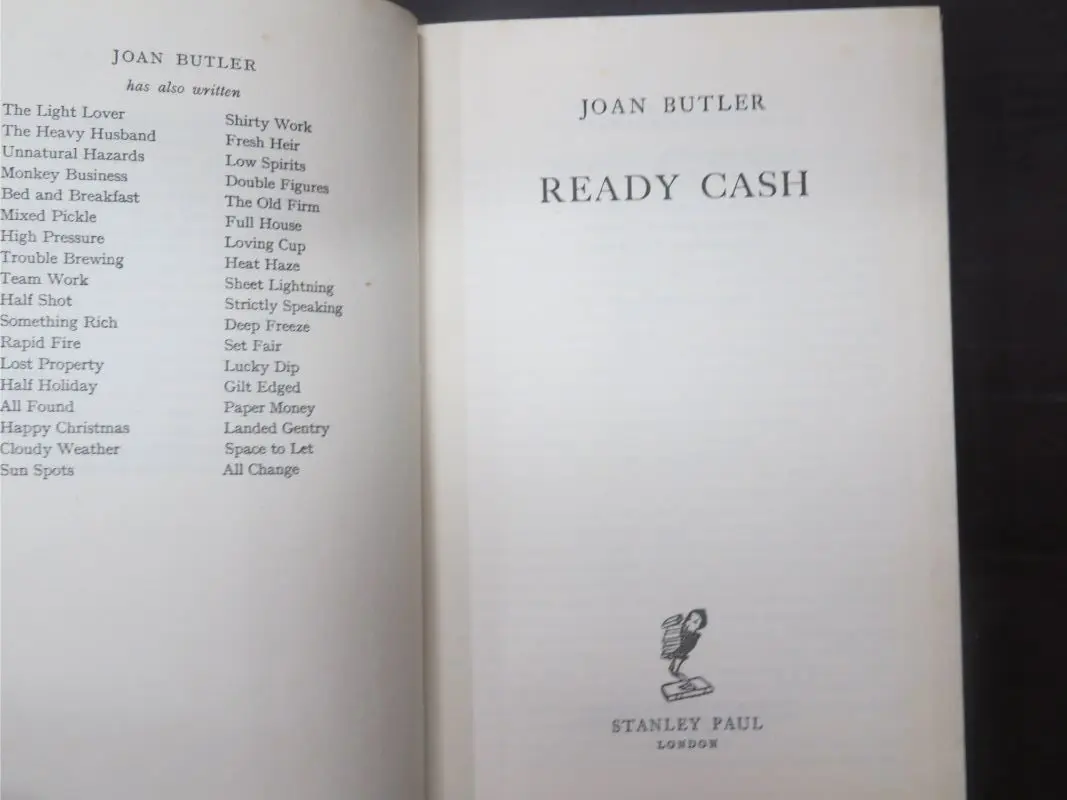 JOAN BUTLER
has also written
The Light Lover
The Heavy Husband
Unnatural Hazards
Monkey Business
Bed and Breakfast
Mixed Pickle
High Pressure
Trouble Brewing
Team Work
Half Shot
Something Rich
Rapid Fire
Lost Property
Half Holiday
All Found
Happy Christmas
Cloudy Weather
Sun Spots
Shirty Work
Fresh Heir
Low Spirits
Double Figures
The Old Firm
Full House
Loving Cup
Heat Haze
Sheet Lightning
Strictly Speaking
Deep Freeze
Set Fair
Lucky Dip
Gilt Edged
Paper Money
Landed Gentry
Space to Let
All Change
JOAN BUTLER
READY CASH
STANLEY PAUL
LONDON